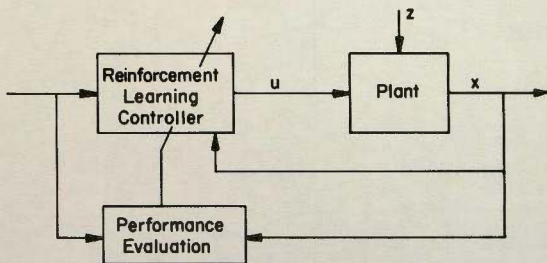 z
Reinforcement
Learning
Controller
u
Plant
x
Performance
Evaluation